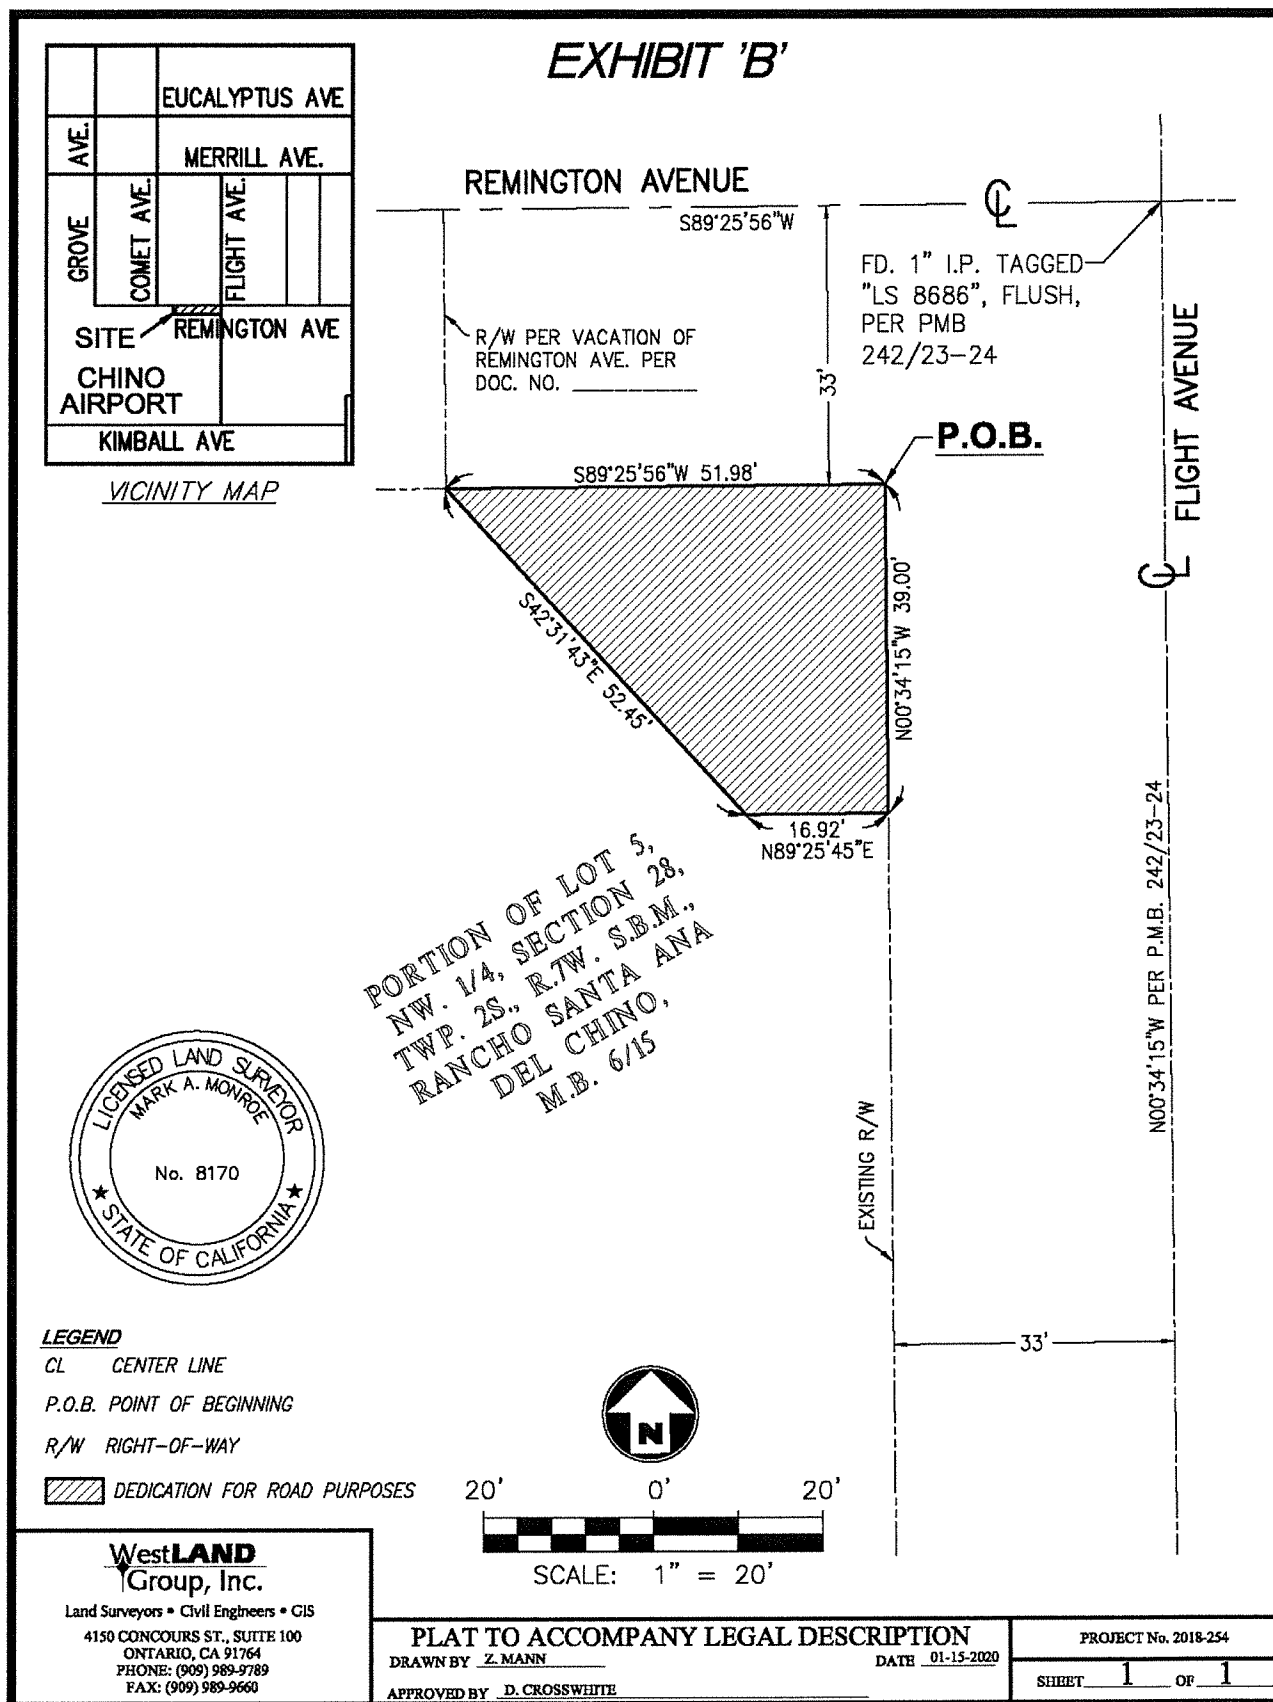 EXHIBIT 'B'
EUCALYPTUS AVE
MERRILL AVE.
GROVE AVE.
COMET AVE.
FLIGHT AVE.
SITE
REMINGTON AVE
CHINO
AIRPORT
KIMBALL AVE
VICINITY MAP
REMINGTON AVENUE
S89°25'56"W
CL
FD. 1" I.P. TAGGED
"LS 8686", FLUSH,
PER PMB
242/23-24
R/W PER VACATION OF
REMINGTON AVE. PER
DOC. NO. __________
33'
FLIGHT AVENUE
CL
P.O.B.
S89°25'56"W 51.98'
N00°34'15"W 39.00'
S42°31'43"E 52.45'
16.92'
N89°25'45"E
PORTION OF LOT 5,
NW. 1/4, SECTION 28,
TWP. 2S., R.7W. S.B.M.,
RANCHO SANTA ANA
DEL CHINO,
M.B. 6/15
N00°34'15"W PER P.M.B. 242/23-24
EXISTING R/W
33'
LICENSED LAND SURVEYOR
MARK A. MONROE
No. 8170
★ STATE OF CALIFORNIA ★
LEGEND
CL CENTER LINE
P.O.B. POINT OF BEGINNING
R/W RIGHT-OF-WAY
DEDICATION FOR ROAD PURPOSES
N
20' 0' 20'
SCALE: 1" = 20'
WestLAND
Group, Inc.
Land Surveyors • Civil Engineers • GIS
4150 CONCOURS ST., SUITE 100
ONTARIO, CA 91764
PHONE: (909) 989-9789
FAX: (909) 989-9660
PLAT TO ACCOMPANY LEGAL DESCRIPTION
DRAWN BY Z. MANN DATE 01-15-2020
APPROVED BY D. CROSSWHITE
PROJECT No. 2018-254
SHEET 1 OF 1